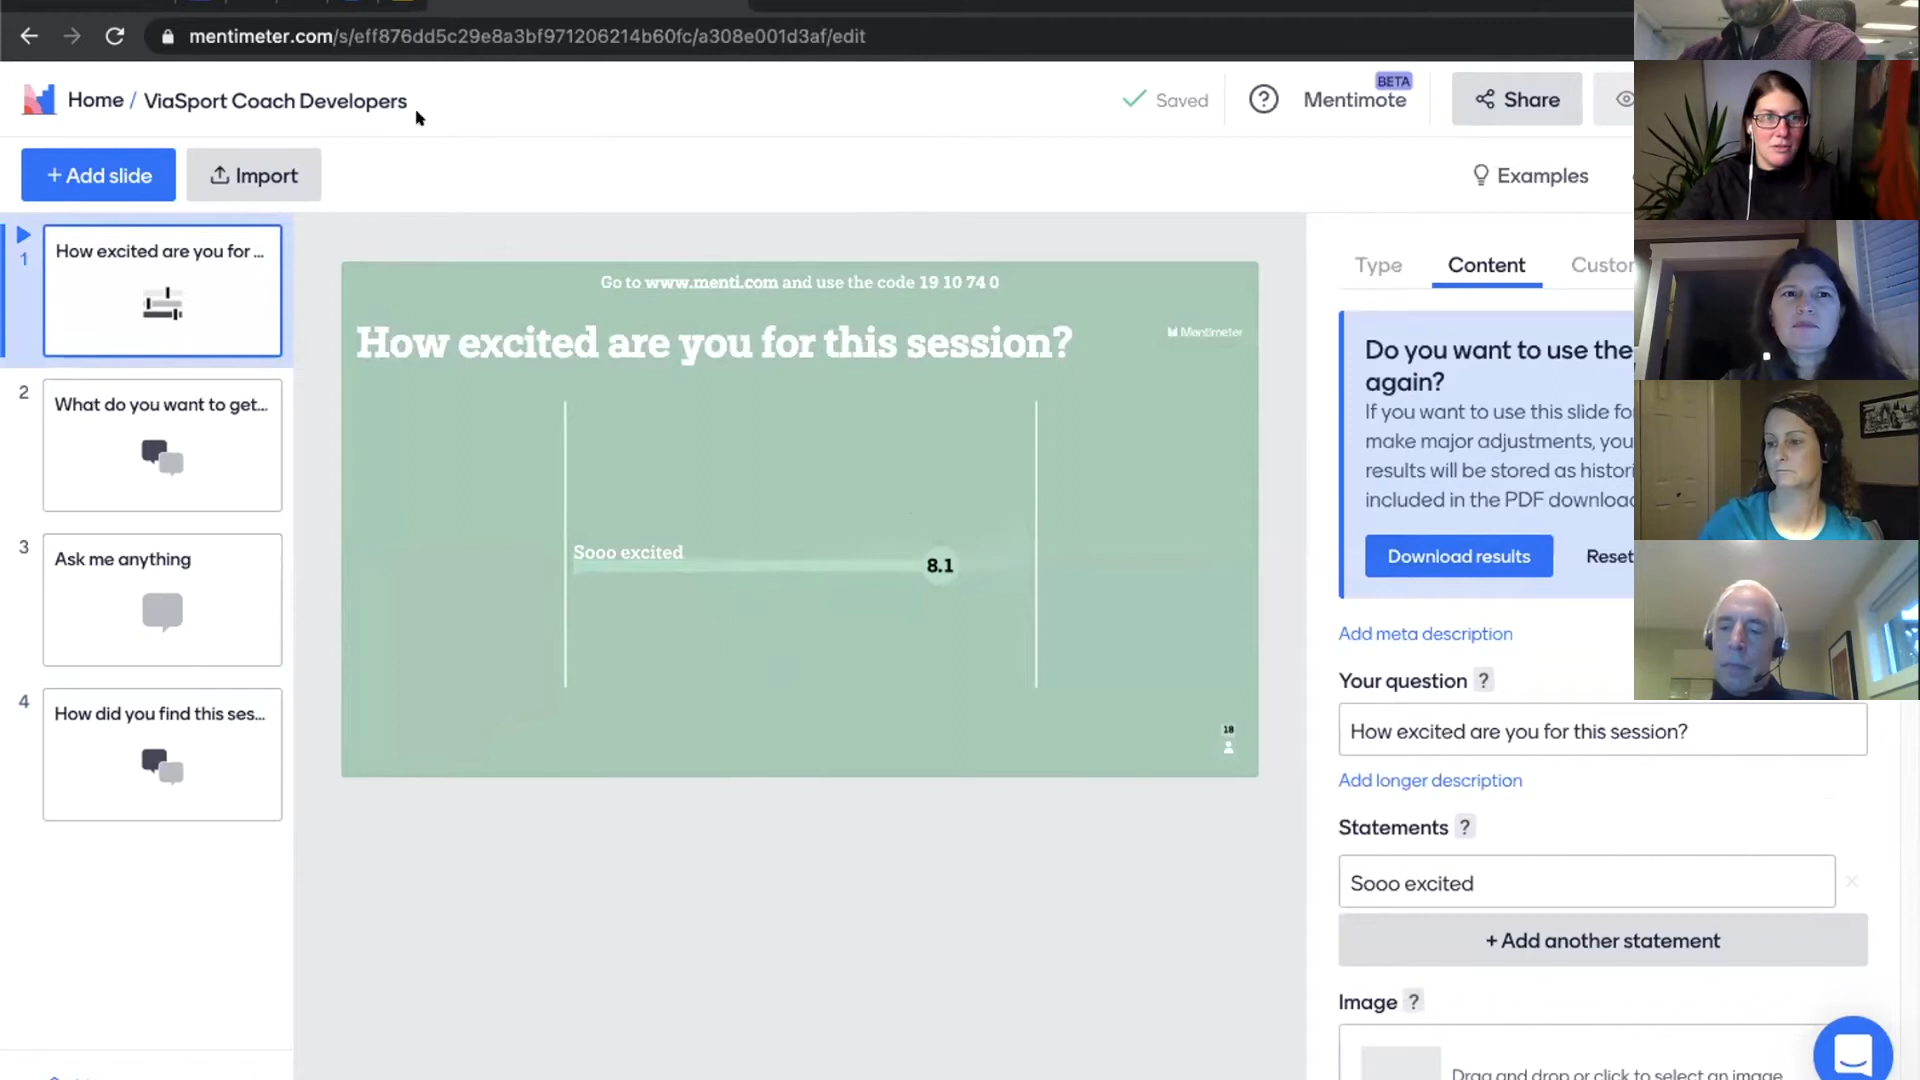 mentimeter.com/s/eff876dd5c29e8a3bf971206214b60fc/a308e001d3af/edit
Home / ViaSport Coach Developers
Saved
?
Mentimote
BETA
Share
+ Add slide
Import
Examples
1
How excited are you for ...
2
What do you want to get...
3
Ask me anything
4
How did you find this ses...
Go to www.menti.com and use the code 19 10 74 0
How excited are you for this session?
Mentimeter
Sooo excited
8.1
18
Type
Content
Custo
Do you want to use the
again?
If you want to use this slide fo
make major adjustments, you
results will be stored as histori
included in the PDF download
Download results
Reset
Add meta description
Your question ?
How excited are you for this session?
Add longer description
Statements ?
Sooo excited
+ Add another statement
Image ?
Drag and drop or click to select an image